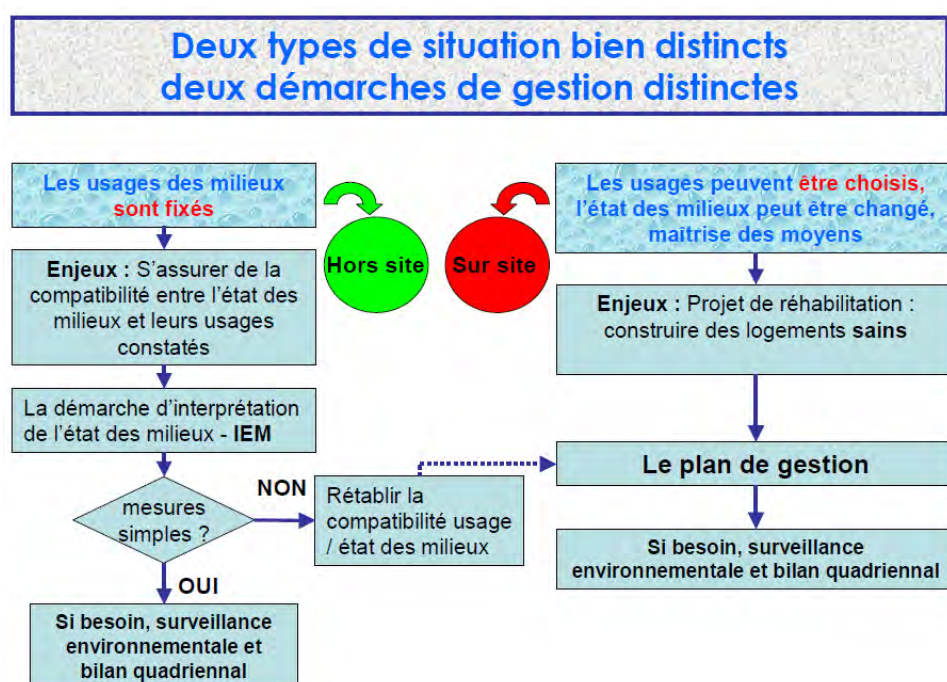 Deux types de situation bien distincts
deux démarches de gestion distinctes
Les usages des milieux
sont fixés
Enjeux : S'assurer de la
compatibilité entre l'état des
milieux et leurs usages
constatés
La démarche d'interprétation
de l'état des milieux - IEM
mesures
simples ?
NON
OUI
Rétablir la
compatibilité usage
/ état des milieux
Si besoin, surveillance
environnementale et
bilan quadriennal
Hors site
Sur site
Les usages peuvent être choisis,
l'état des milieux peut être changé,
maîtrise des moyens
Enjeux : Projet de réhabilitation :
construire des logements sains
Le plan de gestion
Si besoin, surveillance
environnementale et bilan quadriennal